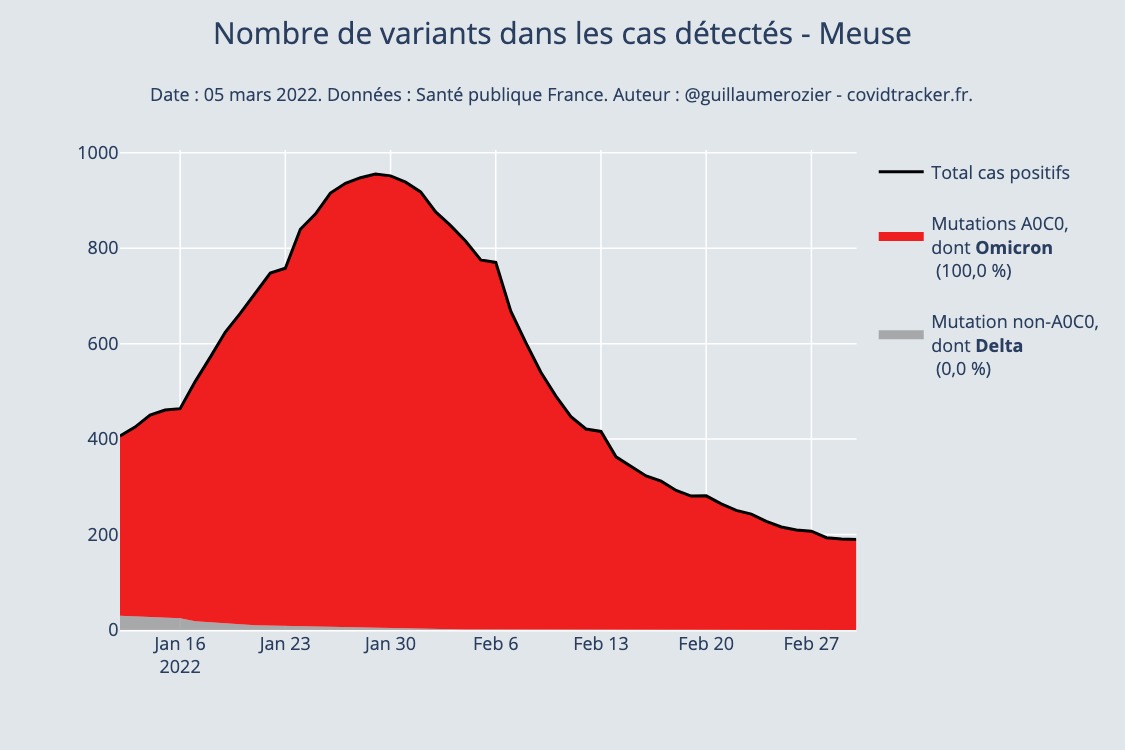 Nombre de variants dans les cas détectés - Meuse
Date : 05 mars 2022. Données : Santé publique France. Auteur : @guillaumerozier - covidtracker.fr.
1000
800
600
400
200
0
Jan 16
2022
Jan 23
Jan 30
Feb 6
Feb 13
Feb 20
Feb 27
Total cas positifs
Mutations A0C0,
dont Omicron
(100,0 %)
Mutation non-A0C0,
dont Delta
(0,0 %)